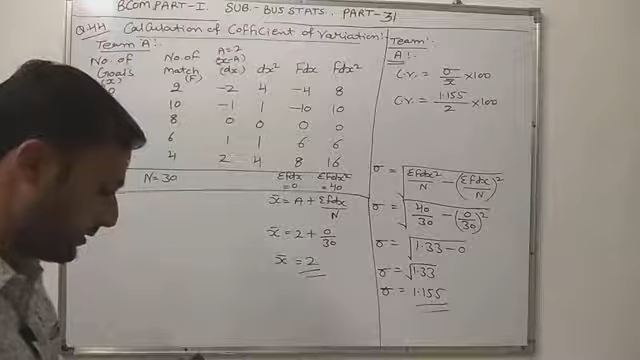 BCOM.PART-I. SUB-BUS STATS. PART-31
Q.44 Calculation of Cofficient of Variation:-
Team A:-
No. of Goals (x) No. of Match (F) A=2 (x-A) (dx) dx² Fdx Fdx²
0 2 -2 4 -4 8
10 -1 1 -10 10
8 0 0 0 0
6 1 1 6 6
4 2 4 8 16
N=30 Σfdx =0 Σfdx² =40
x̄ = A + Σfdx/N
x̄ = 2 + 0/30
x̄ = 2
Team:
A:-
C.V. = σ/x̄ ×100
C.V. = 1.155/2 ×100
σ = √(Σfdx²/N - (Σfdx/N)²)
σ = √(40/30 - (0/30)²)
σ = √(1.33-0)
σ = √1.33
σ = 1.155